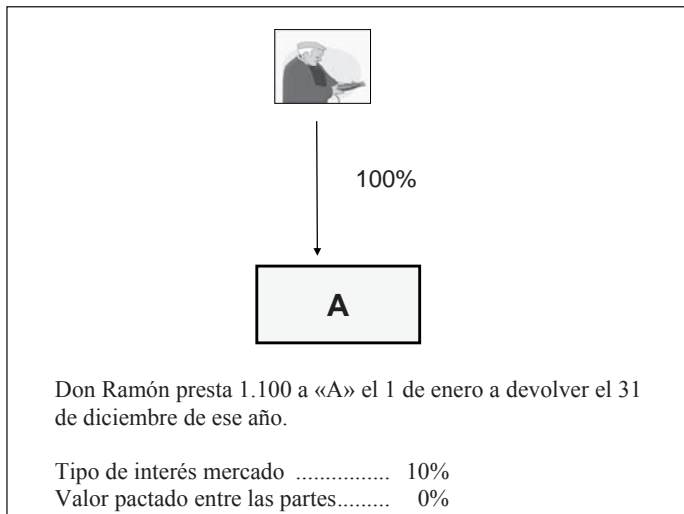 100%
A
Don Ramón presta 1.100 a «A» el 1 de enero a devolver el 31
de diciembre de ese año.
Tipo de interés mercado ................ 10%
Valor pactado entre las partes......... 0%